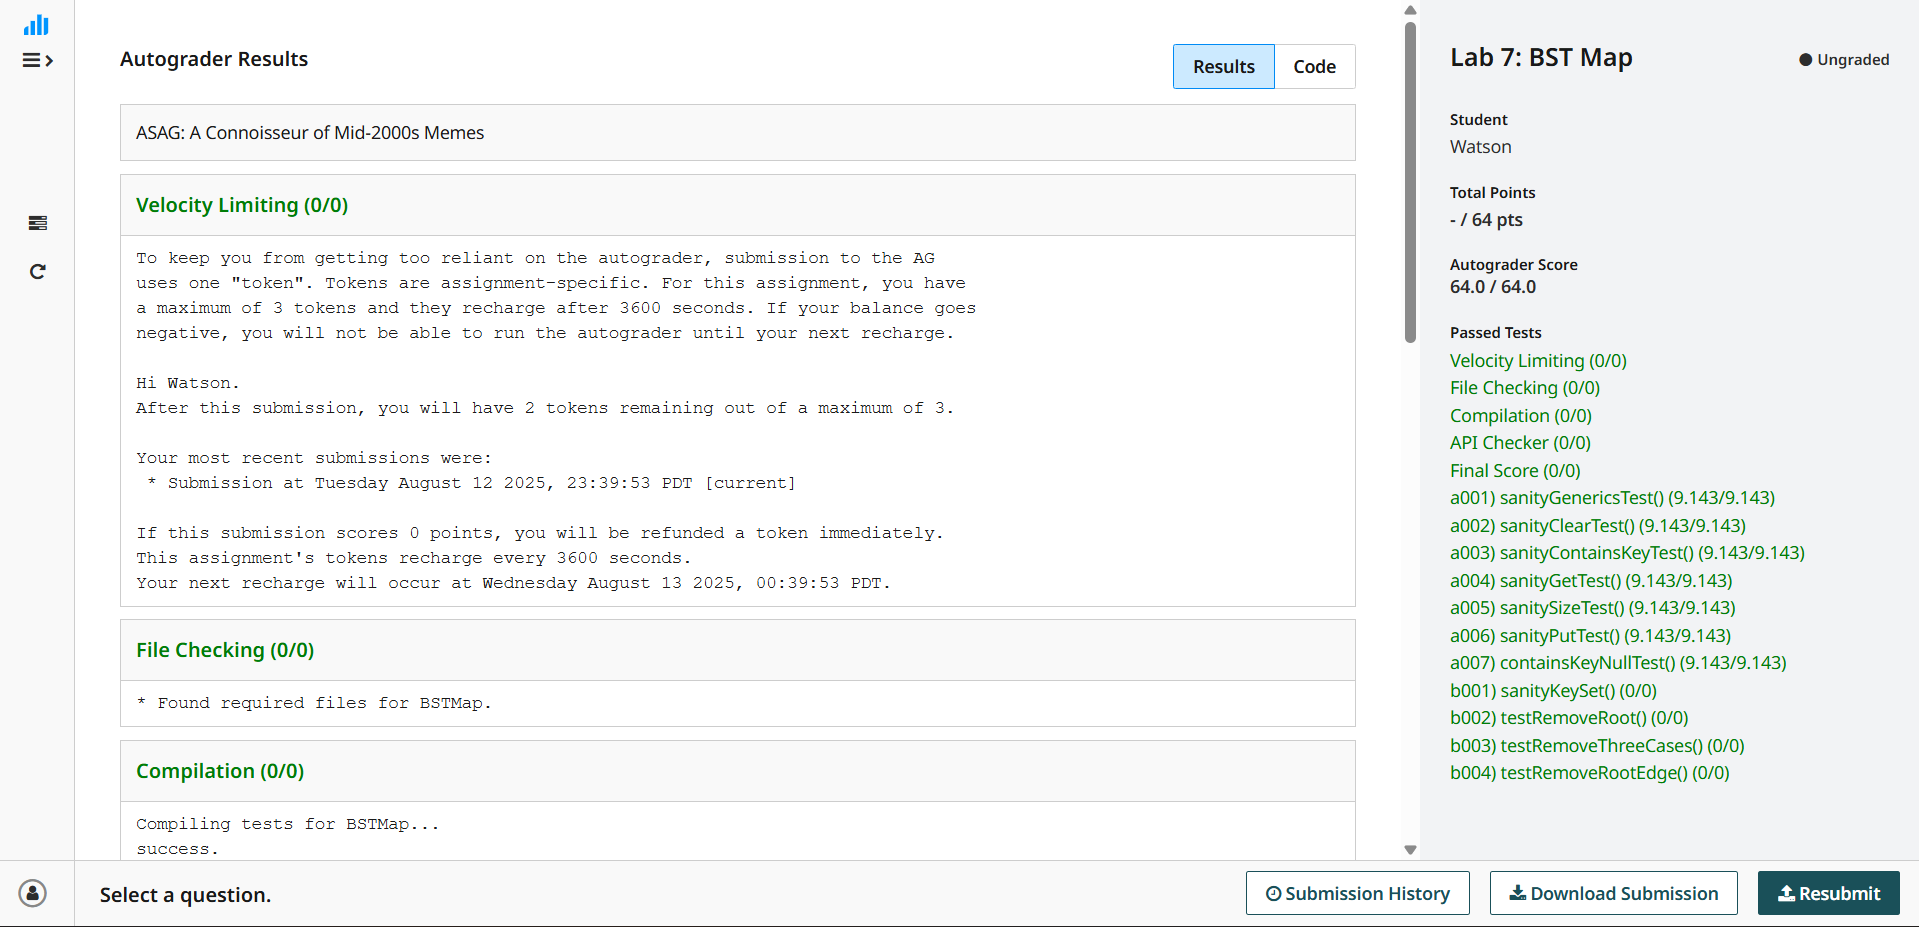 Autograder Results
Results
Code
ASAG: A Connoisseur of Mid-2000s Memes
Velocity Limiting (0/0)
To keep you from getting too reliant on the autograder, submission to the AG
uses one "token". Tokens are assignment-specific. For this assignment, you have
a maximum of 3 tokens and they recharge after 3600 seconds. If your balance goes
negative, you will not be able to run the autograder until your next recharge.
Hi Watson.
After this submission, you will have 2 tokens remaining out of a maximum of 3.
Your most recent submissions were:
* Submission at Tuesday August 12 2025, 23:39:53 PDT [current]
If this submission scores 0 points, you will be refunded a token immediately.
This assignment's tokens recharge every 3600 seconds.
Your next recharge will occur at Wednesday August 13 2025, 00:39:53 PDT.
File Checking (0/0)
* Found required files for BSTMap.
Compilation (0/0)
Compiling tests for BSTMap...
success.
Lab 7: BST Map
Ungraded
Student
Watson
Total Points
- / 64 pts
Autograder Score
64.0 / 64.0
Passed Tests
Velocity Limiting (0/0)
File Checking (0/0)
Compilation (0/0)
API Checker (0/0)
Final Score (0/0)
a001) sanityGenericsTest() (9.143/9.143)
a002) sanityClearTest() (9.143/9.143)
a003) sanityContainsKeyTest() (9.143/9.143)
a004) sanityGetTest() (9.143/9.143)
a005) sanitySizeTest() (9.143/9.143)
a006) sanityPutTest() (9.143/9.143)
a007) containsKeyNullTest() (9.143/9.143)
b001) sanityKeySet() (0/0)
b002) testRemoveRoot() (0/0)
b003) testRemoveThreeCases() (0/0)
b004) testRemoveRootEdge() (0/0)
Select a question.
Submission History
Download Submission
Resubmit